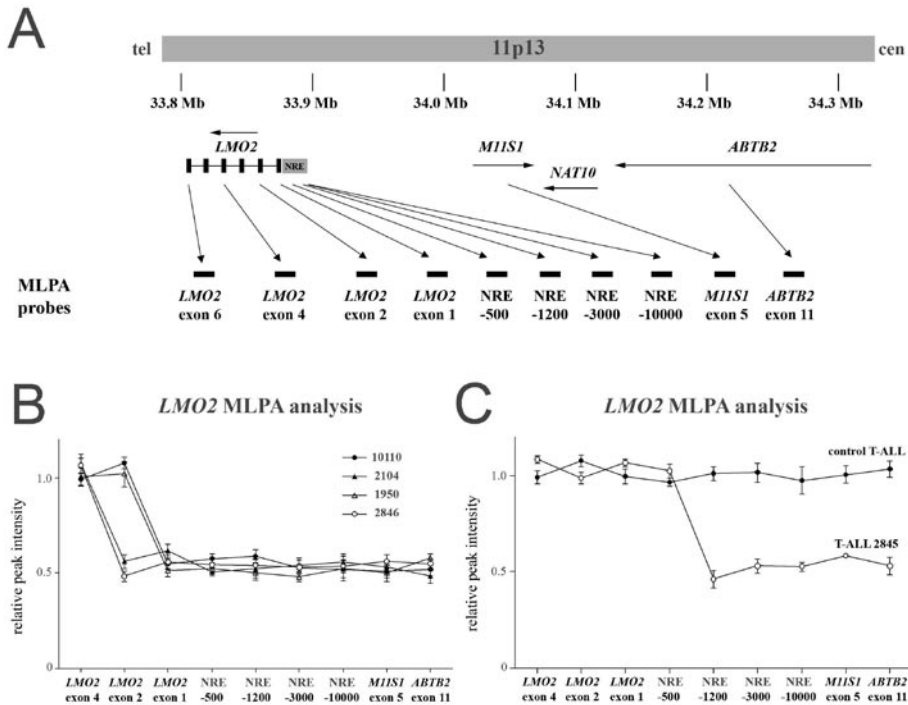 A
tel 11p13 cen
33.8 Mb 33.9 Mb 34.0 Mb 34.1 Mb 34.2 Mb 34.3 Mb
LMO2 NRE M11S1 NAT10 ABTB2
MLPA
probes
LMO2 LMO2 LMO2 LMO2 NRE NRE NRE NRE M11S1 ABTB2
exon 6 exon 4 exon 2 exon 1 -500 -1200 -3000 -10000 exon 5 exon 11
B
LMO2 MLPA analysis
10110
2104
1950
2846
relative peak intensity
1.0
0.5
1.0
LMO2 LMO2 LMO2 NRE NRE NRE NRE M11S1 ABTB2
exon 4 exon 2 exon 1 -500 -1200 -3000 -10000 exon 5 exon 11
C
LMO2 MLPA analysis
control T-ALL
T-ALL 2845
relative peak intensity
1.0
0.5
0
LMO2 LMO2 LMO2 NRE NRE NRE NRE M11S1 ABTB2
exon 4 exon 2 exon 1 -500 -1200 -3000 -10000 exon 5 exon 11